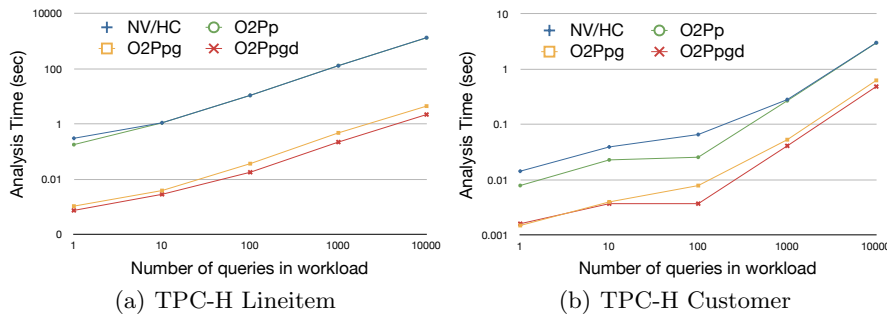 NV/HC O2Pp
O2Ppg O2Ppgd
Analysis Time (sec)
10000
100
1
0.01
0
1 10 100 1000 10000
Number of queries in workload
(a) TPC-H Lineitem
NV/HC O2Pp
O2Ppg O2Ppgd
Analysis Time (sec)
10
1
0.1
0.01
0.001
1 10 100 1000 10000
Number of queries in workload
(b) TPC-H Customer